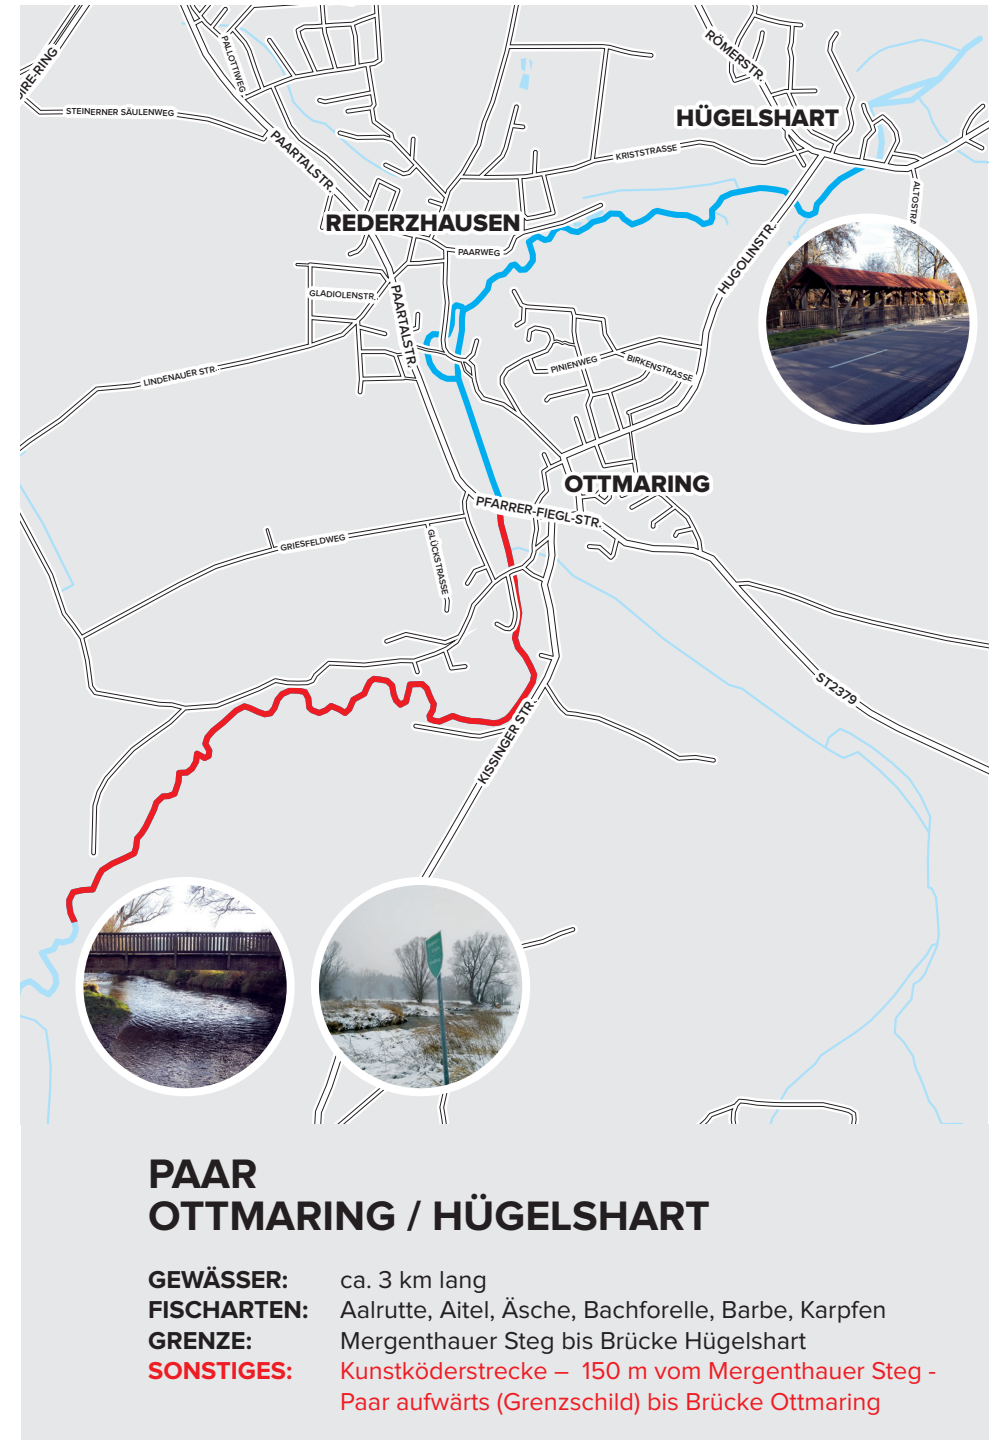 PALLOTTIWEG
RÖMERSTR.
STEINERNER SÄULENWEG
HÜGELSHART
PAARTALSTR.
KRISTSTRASSE
REDERZHAUSEN
PAARWEG
HUGOLINSTR.
GLADIOLENSTR.
PAARTALSTR.
LINDENAUER STR.
PINIENWEG
BIRKENSTRASSE
OTTMARING
PFARRER-FIEGL-STR.
GRIESFELDWEG
GLÜCKSTRASSE
ST2379
KISSINGER STR.
PAAR
OTTMARING / HÜGELSHART
GEWÄSSER: ca. 3 km lang
FISCHARTEN: Aalrutte, Aitel, Äsche, Bachforelle, Barbe, Karpfen
GRENZE: Mergenthauer Steg bis Brücke Hügelshart
SONSTIGES: Kunstköderstrecke – 150 m vom Mergenthauer Steg -
Paar aufwärts (Grenzschild) bis Brücke Ottmaring